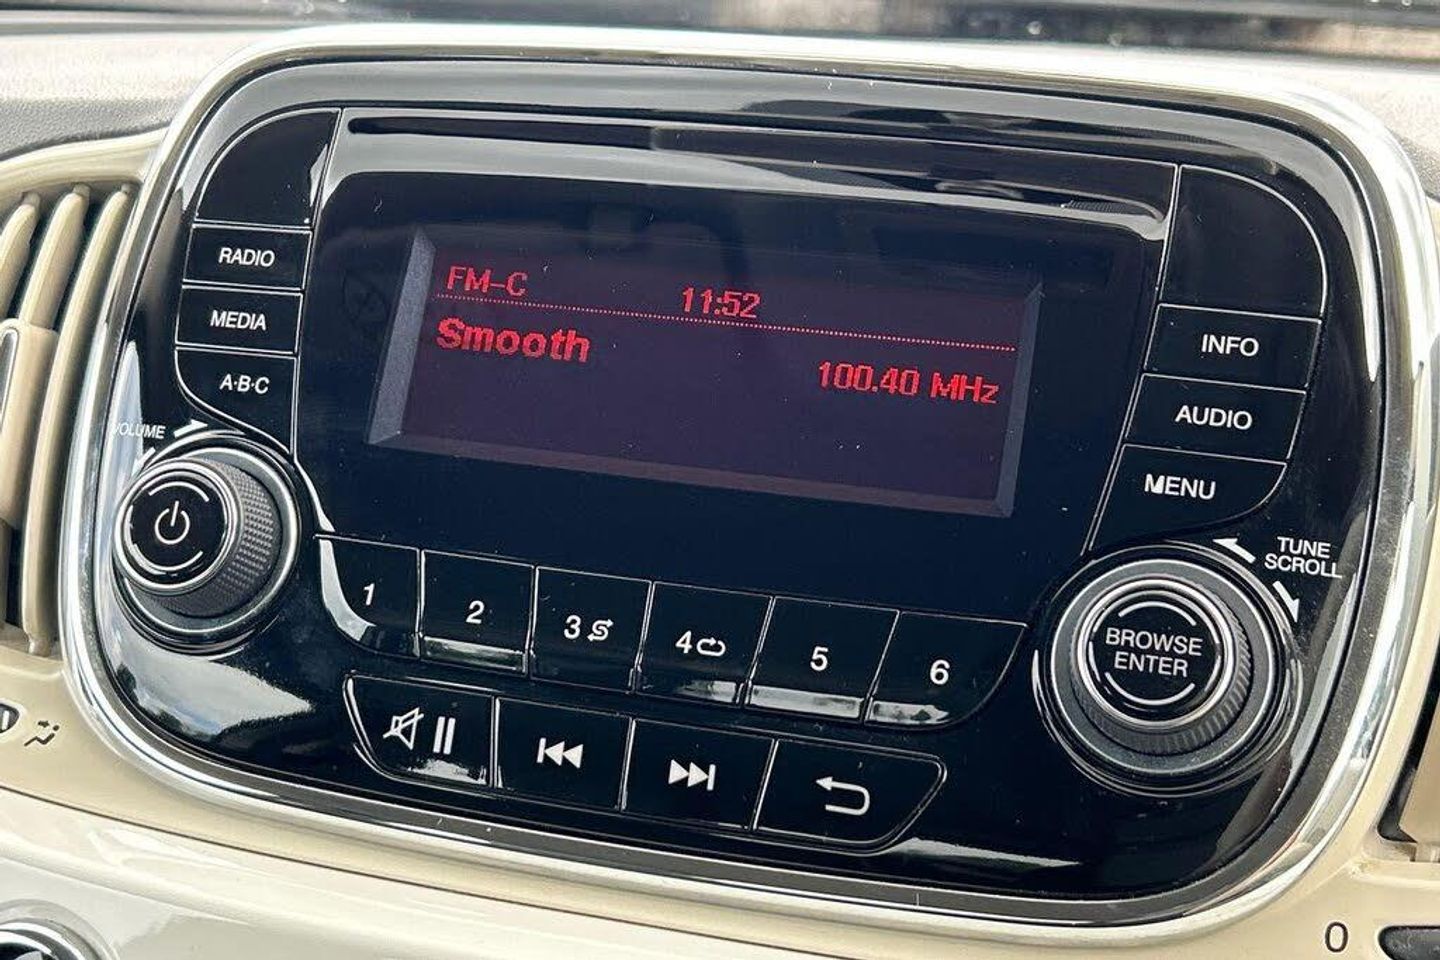 FM-C 11:52
Smooth 100.40 MHz
RADIO
MEDIA
A·B·C
VOLUME
INFO
AUDIO
MENU
TUNE
SCROLL
BROWSE
ENTER
1 2 3 4 5 6
0